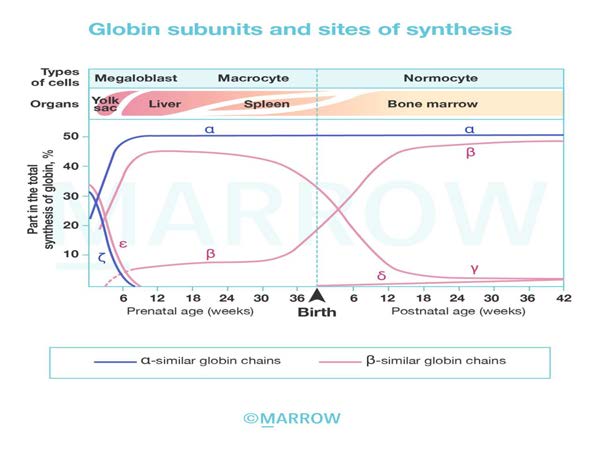 Globin subunits and sites of synthesis
Types of cells Megaloblast Macrocyte Normocyte
Organs Yolk sac Liver Spleen Bone marrow
Part in the total synthesis of globin, %
50
40
30
20
10
α α
β
ε
ζ
β
δ γ
6 12 18 24 30 36 6 12 18 24 30 36 42
Prenatal age (weeks) Birth Postnatal age (weeks)
α-similar globin chains β-similar globin chains
MARROW
©MARROW